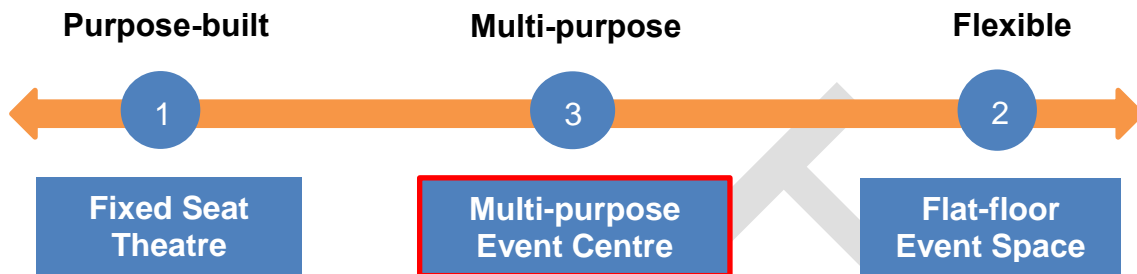 Purpose-built
Multi-purpose
Flexible
1
3
2
Fixed Seat
Theatre
Multi-purpose
Event Centre
Flat-floor
Event Space